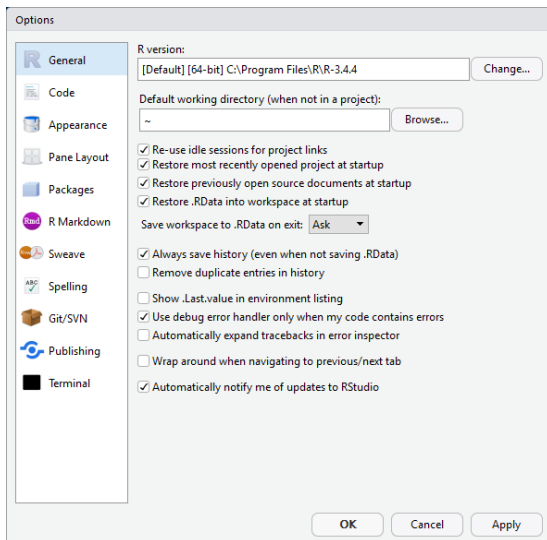 Options
General
Code
Appearance
Pane Layout
Packages
Rmd
R Markdown
Sweave
ABC
Spelling
Git/SVN
Publishing
Terminal
R version:
[Default] [64-bit] C:\Program Files\R\R-3.4.4
Change...
Default working directory (when not in a project):
~
Browse...
Re-use idle sessions for project links
Restore most recently opened project at startup
Restore previously open source documents at startup
Restore .RData into workspace at startup
Save workspace to .RData on exit: Ask
Always save history (even when not saving .RData)
Remove duplicate entries in history
Show .Last.value in environment listing
Use debug error handler only when my code contains errors
Automatically expand tracebacks in error inspector
Wrap around when navigating to previous/next tab
Automatically notify me of updates to RStudio
OK
Cancel
Apply